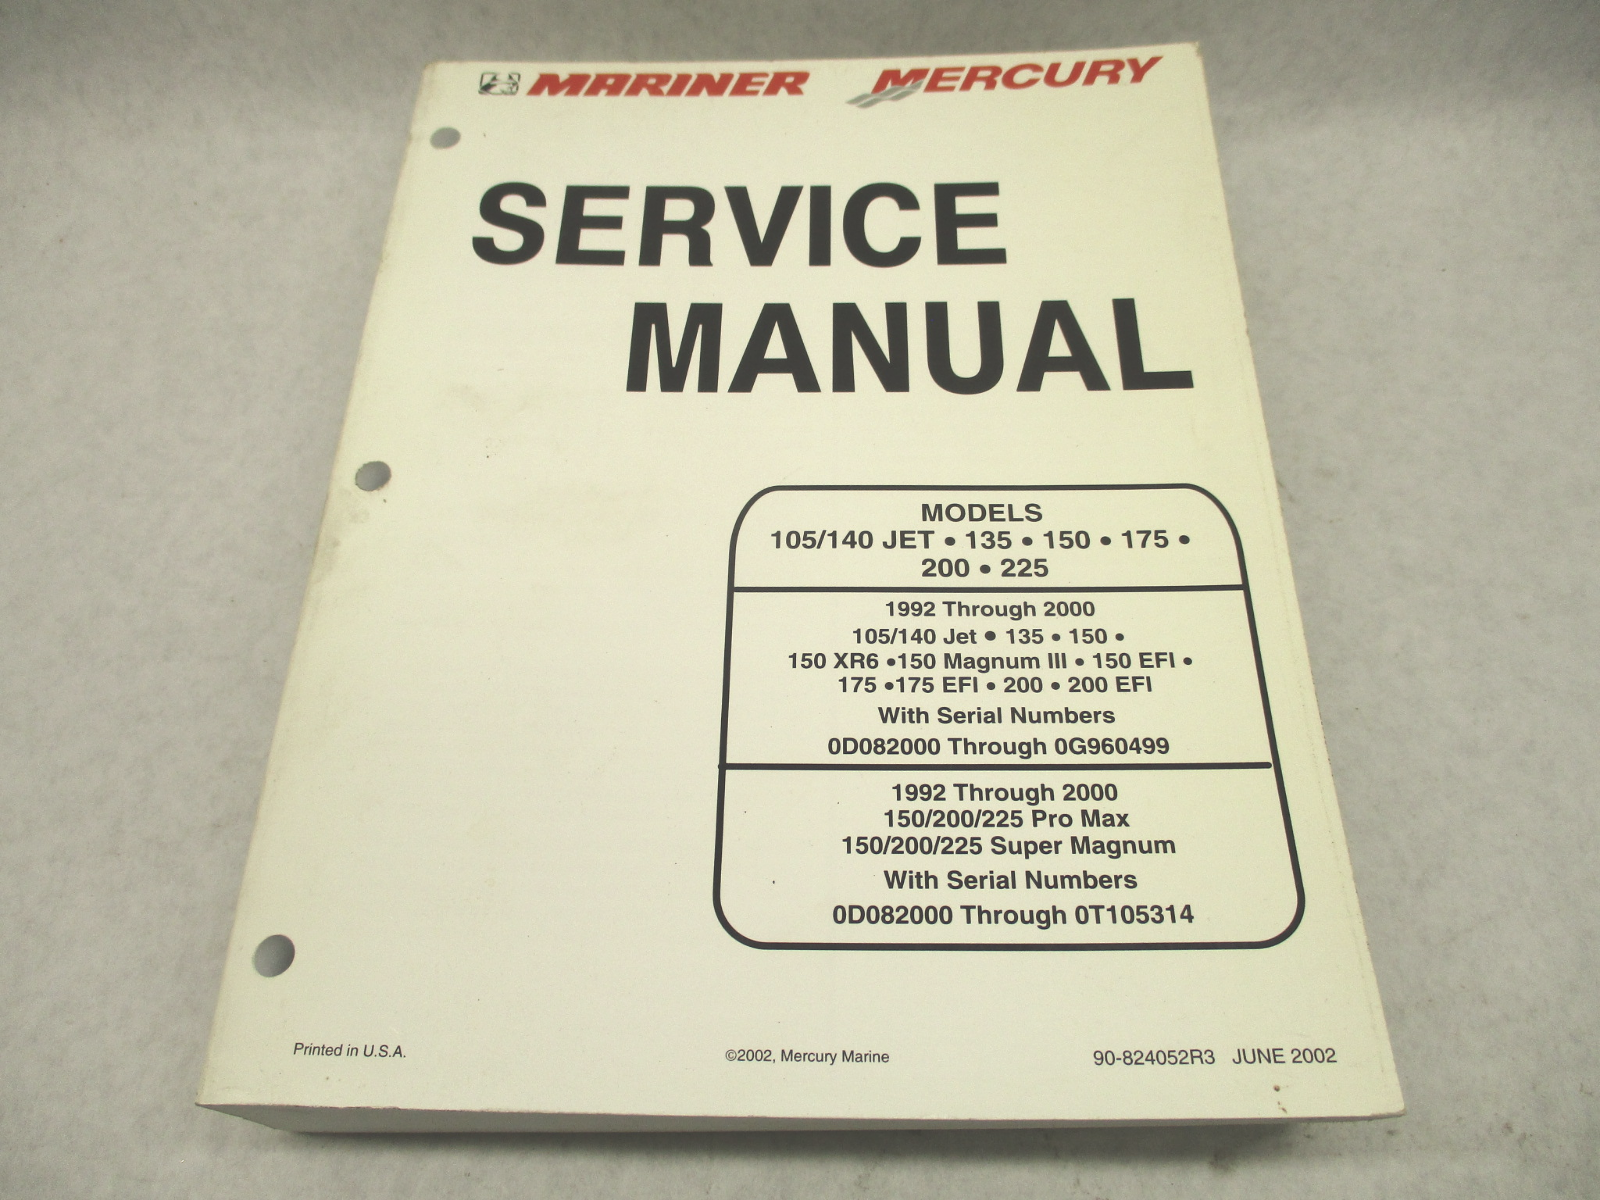 MARINER MERCURY
SERVICE
MANUAL
MODELS
105/140 JET • 135 • 150 • 175 •
200 • 225
1992 Through 2000
105/140 Jet • 135 • 150 •
150 XR6 •150 Magnum III • 150 EFI •
175 •175 EFI • 200 • 200 EFI
With Serial Numbers
0D082000 Through 0G960499
1992 Through 2000
150/200/225 Pro Max
150/200/225 Super Magnum
With Serial Numbers
0D082000 Through 0T105314
Printed in U.S.A. ©2002, Mercury Marine 90-824052R3 JUNE 2002